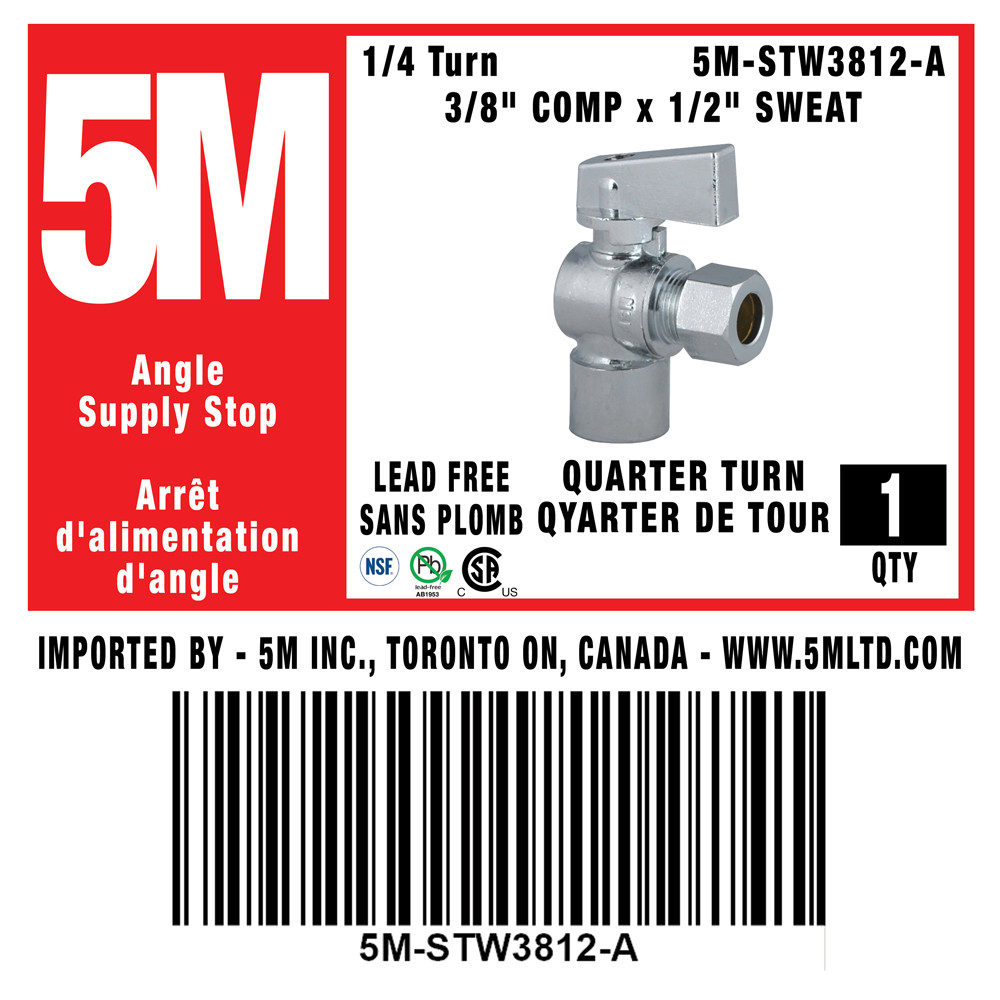 5M
Angle
Supply Stop
Arrêt
d'alimentation
d'angle
1/4 Turn 5M-STW3812-A
3/8" COMP x 1/2" SWEAT
LEAD FREE
SANS PLOMB
QUARTER TURN
QYARTER DE TOUR
1
QTY
NSF
Pb
lead-free
AB1953
C SA US
IMPORTED BY - 5M INC., TORONTO ON, CANADA - WWW.5MLTD.COM
5M-STW3812-A